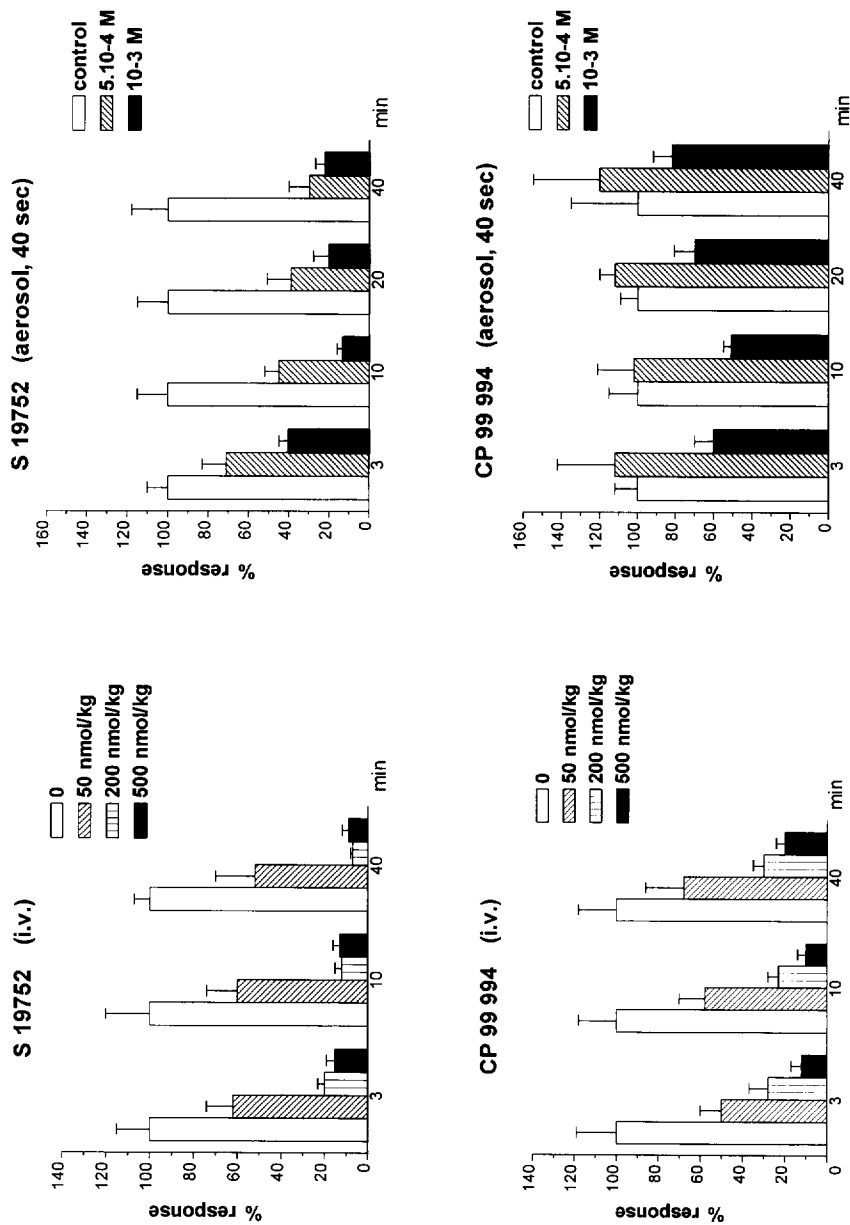 S 19752 (i.v.)
0
50 nmol/kg
200 nmol/kg
500 nmol/kg
% response
140
120
100
80
60
40
20
0
3
10
40
min
S 19752 (aerosol, 40 sec)
control
5.10-4 M
10-3 M
% response
160
140
120
100
80
60
40
20
0
3
10
20
40
min
CP 99 994 (i.v.)
0
50 nmol/kg
200 nmol/kg
500 nmol/kg
% response
140
120
100
80
60
40
20
0
3
10
40
min
CP 99 994 (aerosol, 40 sec)
control
5.10-4 M
10-3 M
% response
160
140
120
100
80
60
40
20
0
3
10
20
40
min